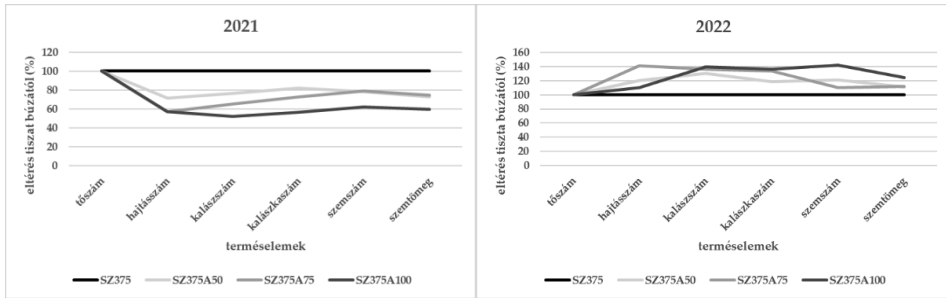 2021
eltérés tiszat búzától (%)
120
100
80
60
40
20
0
tőszám
hajtásszám
kalászszám
kalászkaszám
szemszám
szemtömeg
terméselemek
SZ375 SZ375A50 SZ375A75 SZ375A100
2022
eltérés tiszta búzától (%)
160
140
120
100
80
60
40
20
0
tőszám
hajtásszám
kalászszám
kalászkaszám
szemszám
szemtömeg
terméselemek
SZ375 SZ375A50 SZ375A75 SZ375A100